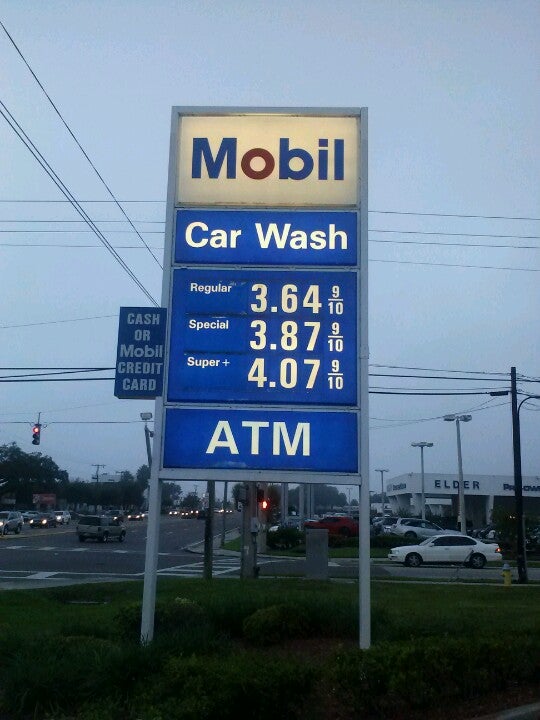 Mobil
Car Wash
Regular 3.64 9/10
Special 3.87 9/10
Super+ 4.07 9/10
ATM
CASH
OR
Mobil
CREDIT
CARD
ELDER